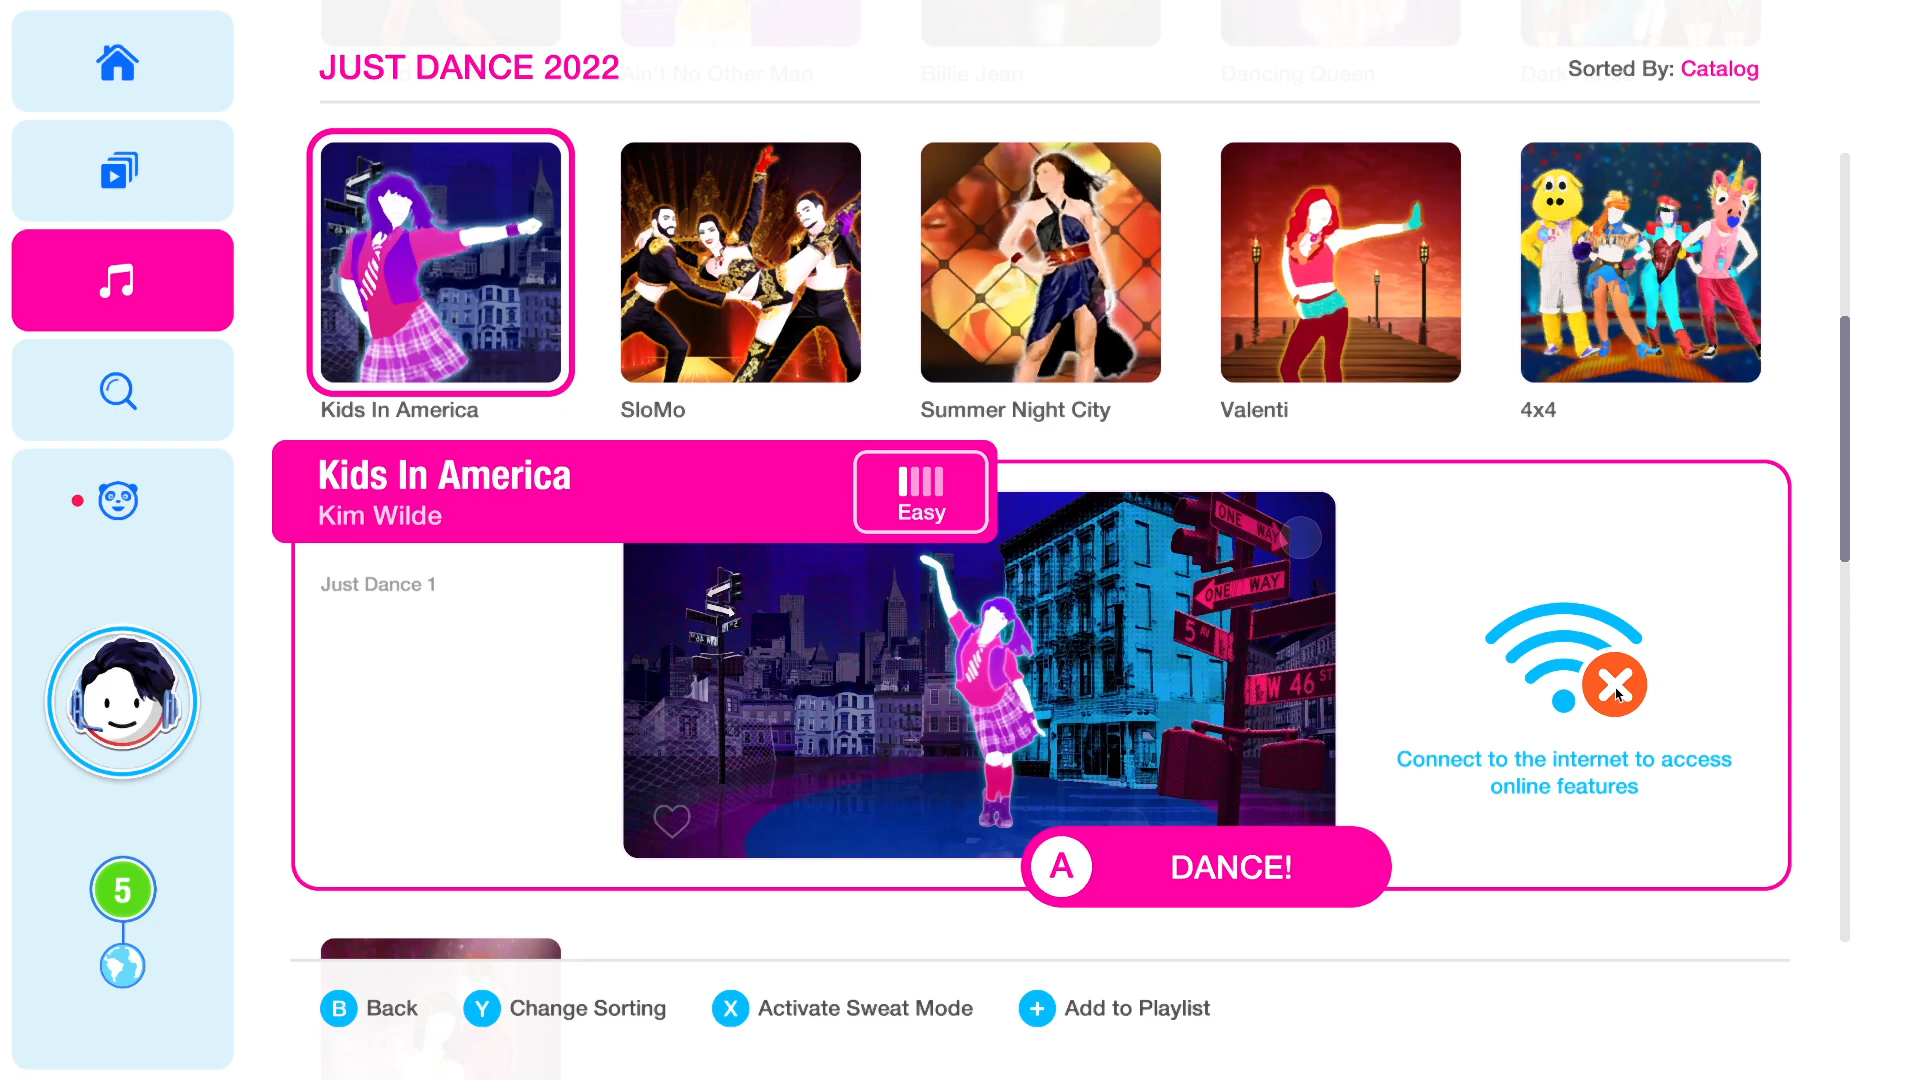 JUST DANCE 2022
Ain't No Other Man
Billie Jean
Dancing Queen
Sorted By: Catalog
Kids In America
SloMo
Summer Night City
Valenti
4x4
Kids In America
Kim Wilde
Easy
Just Dance 1
ONE WAY
ONE WAY
5 AV
W 46 ST
Connect to the internet to access
online features
A DANCE!
5
B Back
Y Change Sorting
X Activate Sweat Mode
+ Add to Playlist